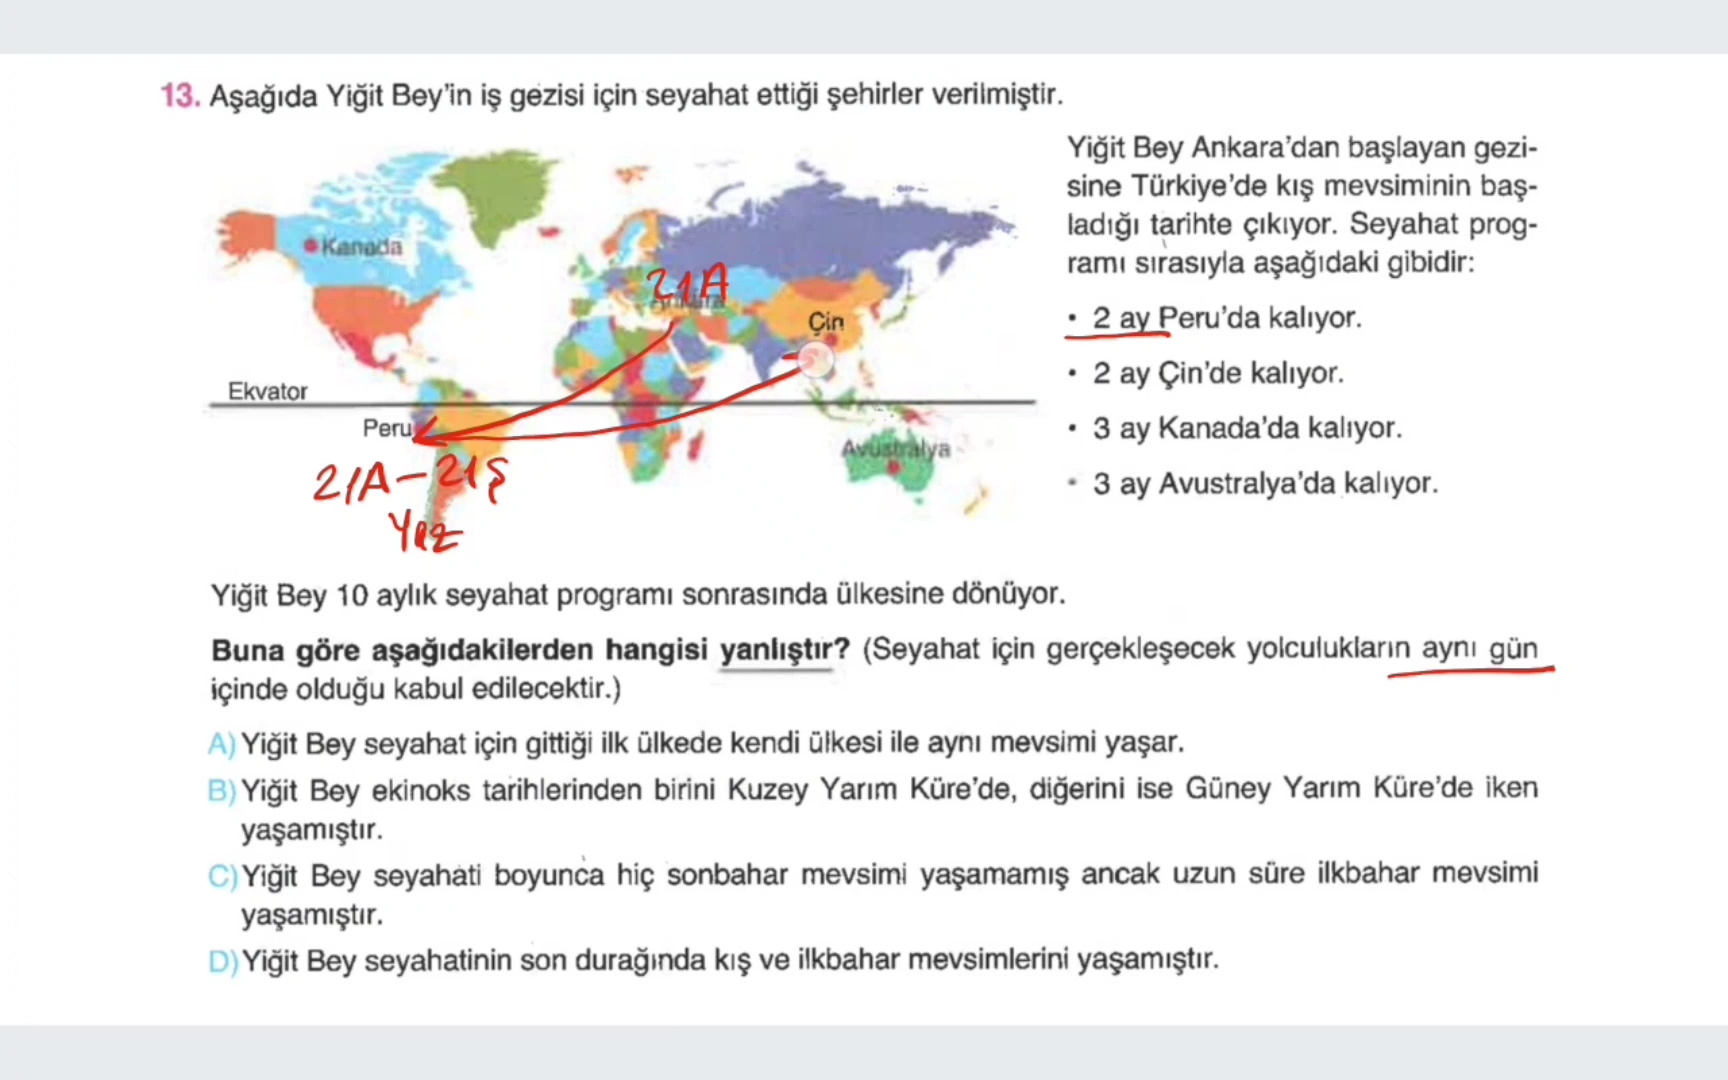 13. Aşağıda Yiğit Bey'in iş gezisi için seyahat ettiği şehirler verilmiştir.
Kanada
21A
Ankara
Çin
Ekvator
Peru
Avustralya
21A-21Ş
Yaz
Yiğit Bey Ankara'dan başlayan gezi-
sine Türkiye'de kış mevsiminin baş-
ladığı tarihte çıkıyor. Seyahat prog-
ramı sırasıyla aşağıdaki gibidir:
• 2 ay Peru'da kalıyor.
• 2 ay Çin'de kalıyor.
• 3 ay Kanada'da kalıyor.
• 3 ay Avustralya'da kalıyor.
Yiğit Bey 10 aylık seyahat programı sonrasında ülkesine dönüyor.
Buna göre aşağıdakilerden hangisi yanlıştır? (Seyahat için gerçekleşecek yolculukların aynı gün
içinde olduğu kabul edilecektir.)
A) Yiğit Bey seyahat için gittiği ilk ülkede kendi ülkesi ile aynı mevsimi yaşar.
B) Yiğit Bey ekinoks tarihlerinden birini Kuzey Yarım Küre'de, diğerini ise Güney Yarım Küre'de iken
yaşamıştır.
C) Yiğit Bey seyahati boyunca hiç sonbahar mevsimi yaşamamış ancak uzun süre ilkbahar mevsimi
yaşamıştır.
D) Yiğit Bey seyahatinin son durağında kış ve ilkbahar mevsimlerini yaşamıştır.